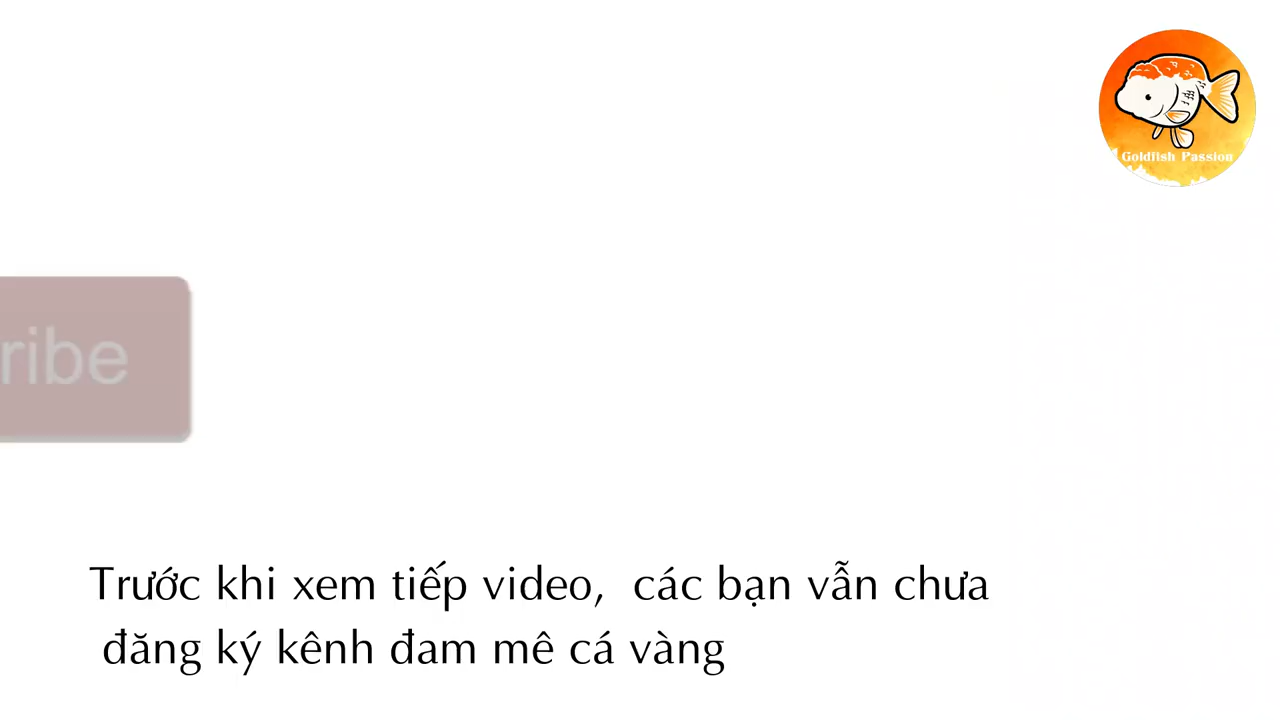 Goldfish Passion
ribe
Trước khi xem tiếp video, các bạn vẫn chưa
đăng ký kênh đam mê cá vàng